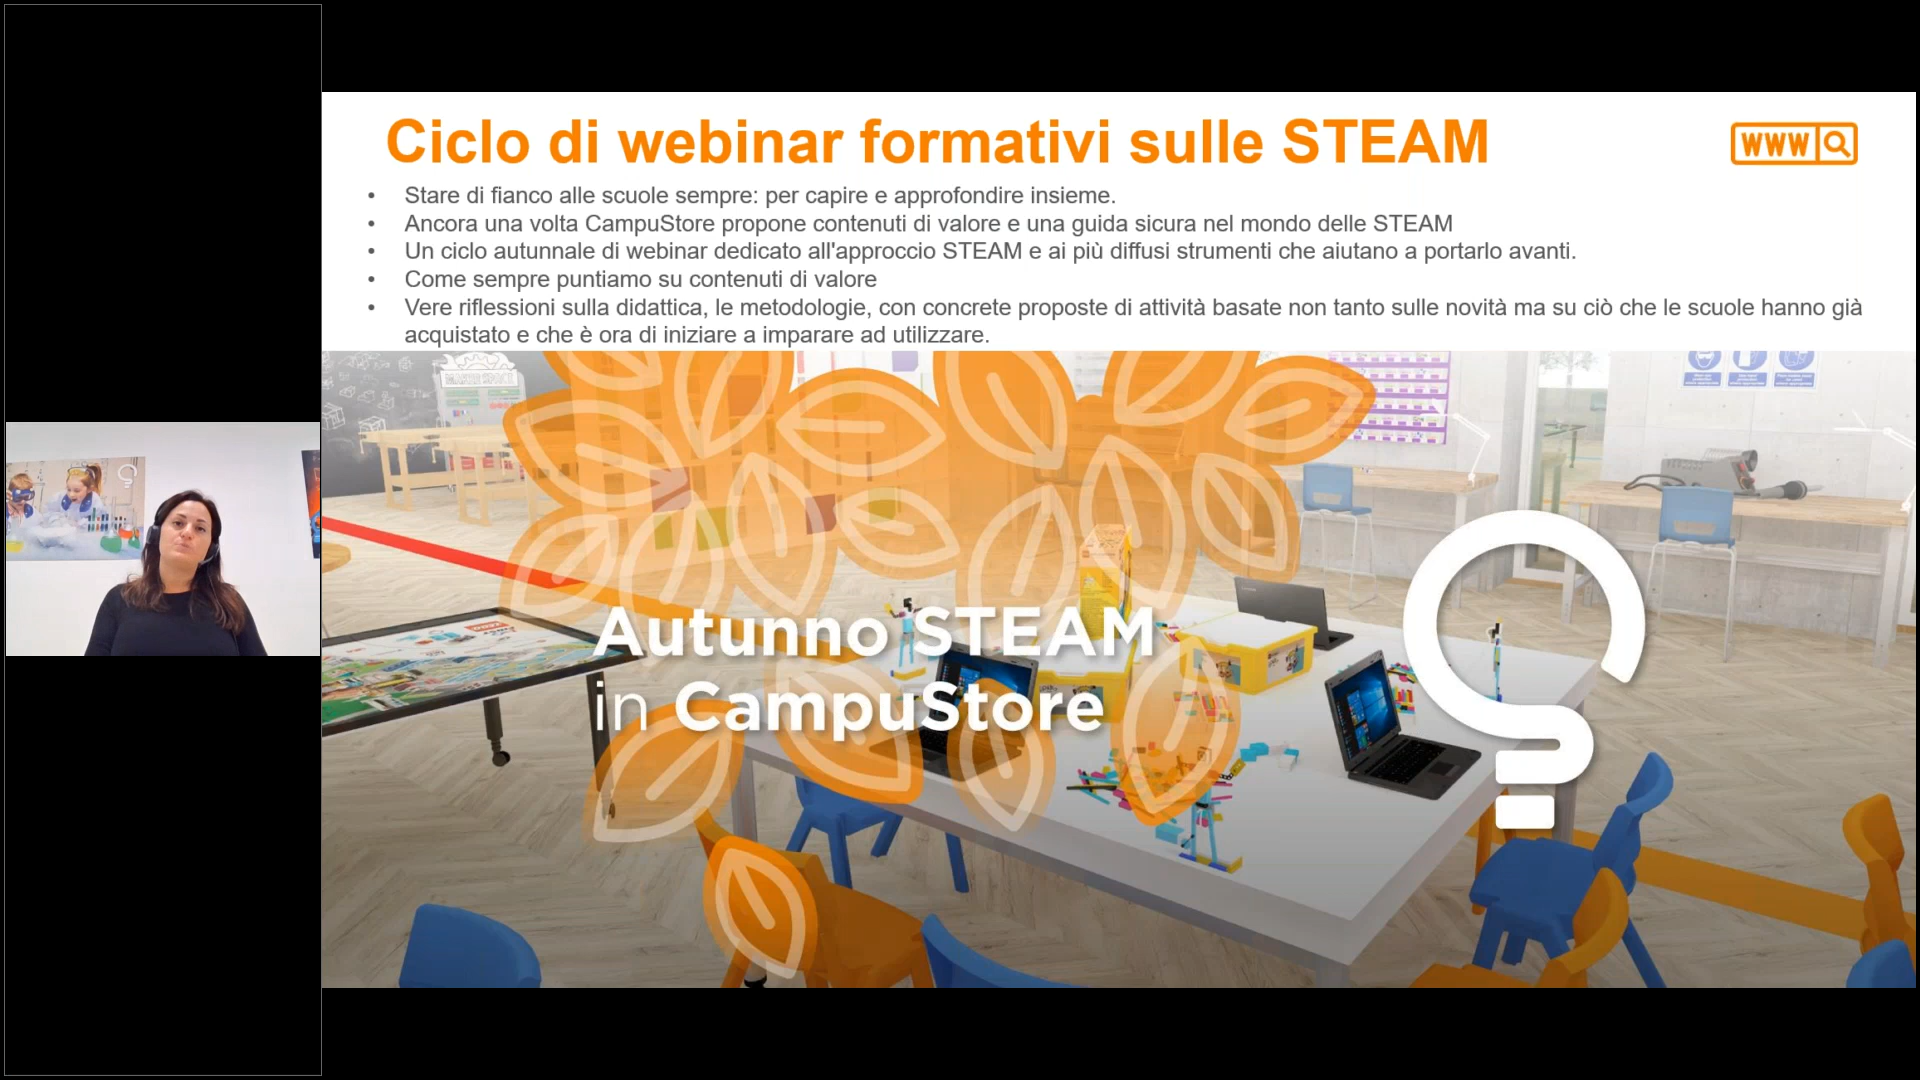 Ciclo di webinar formativi sulle STEAM
WWW
• Stare di fianco alle scuole sempre: per capire e approfondire insieme.
• Ancora una volta CampuStore propone contenuti di valore e una guida sicura nel mondo delle STEAM
• Un ciclo autunnale di webinar dedicato all'approccio STEAM e ai più diffusi strumenti che aiutano a portarlo avanti.
• Come sempre puntiamo su contenuti di valore
• Vere riflessioni sulla didattica, le metodologie, con concrete proposte di attività basate non tanto sulle novità ma su ciò che le scuole hanno già
acquistato e che è ora di iniziare a imparare ad utilizzare.
MAKER SPACE
Autunno STEAM
in CampuStore